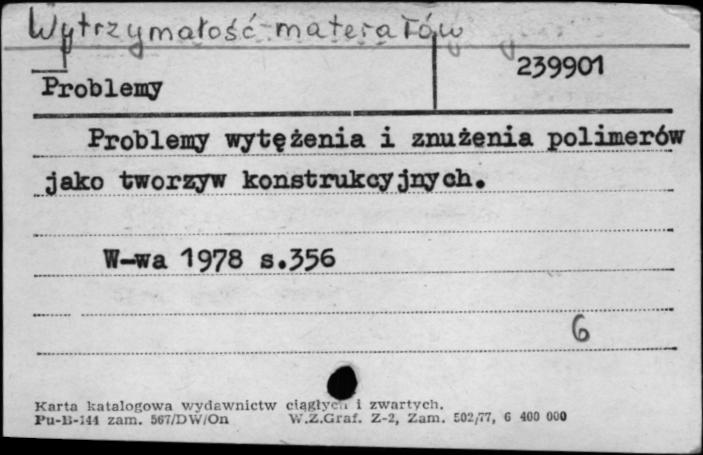 Wytrzymałość materałów
239901
Problemy
Problemy wytężenia i znużenia polimerów
jako tworzyw konstrukcyjnych.
W-wa 1978 s.356
6
Karta katalogowa wydawnictw ciągłych i zwartych.
Pu-B-144 zam. 567/DW/On W.Z.Graf. Z-2, Zam. 502/77, 6 400 000